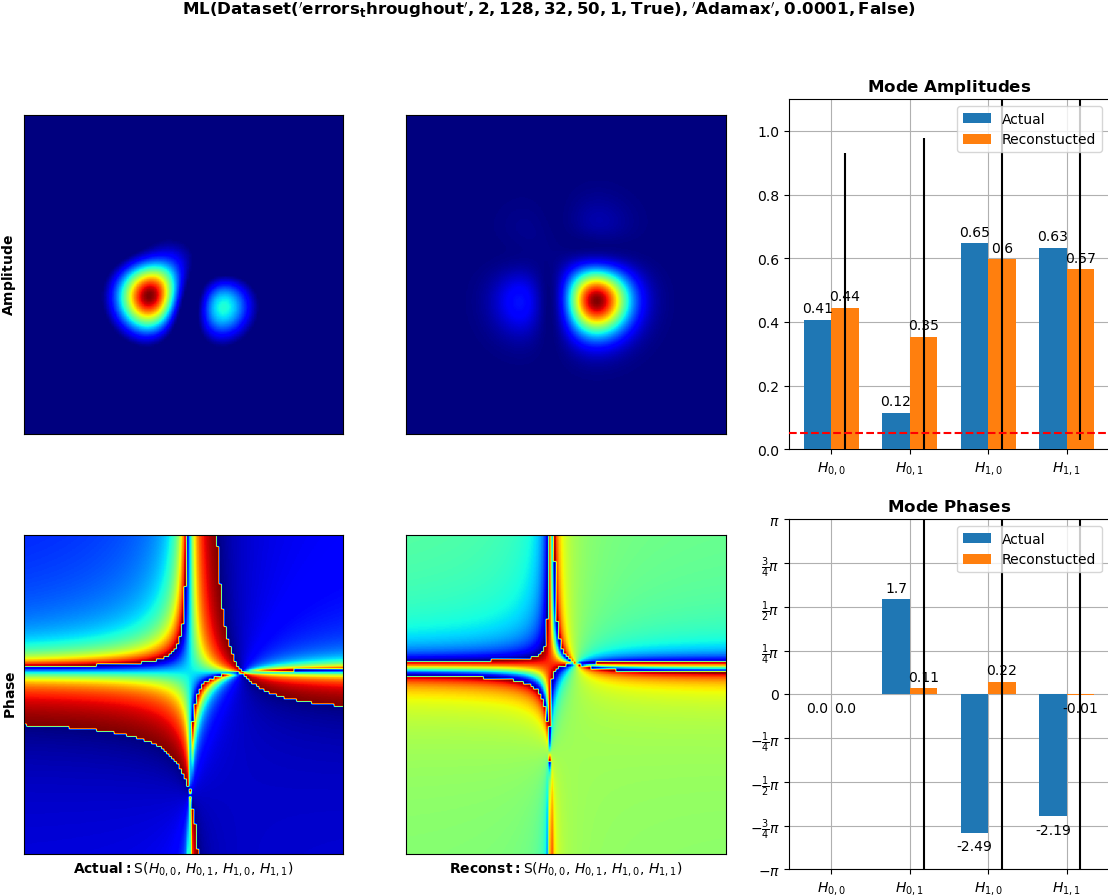 ML(Dataset('errors_throughout', 2, 128, 32, 50, 1, True), 'Adamax', 0.0001, False)
Amplitude
Mode Amplitudes
Actual
Reconstucted
1.0
0.8
0.6
0.4
0.2
0.0
0.41
0.44
0.12
0.35
0.65
0.6
0.63
0.57
H0,0
H0,1
H1,0
H1,1
Phase
Actual: S(H0,0, H0,1, H1,0, H1,1)
Reconst: S(H0,0, H0,1, H1,0, H1,1)
Mode Phases
Actual
Reconstucted
π
3/4π
1/2π
1/4π
0
−1/4π
−1/2π
−3/4π
−π
0.0
0.0
1.7
0.11
-2.49
0.22
-2.19
-0.01
H0,0
H0,1
H1,0
H1,1